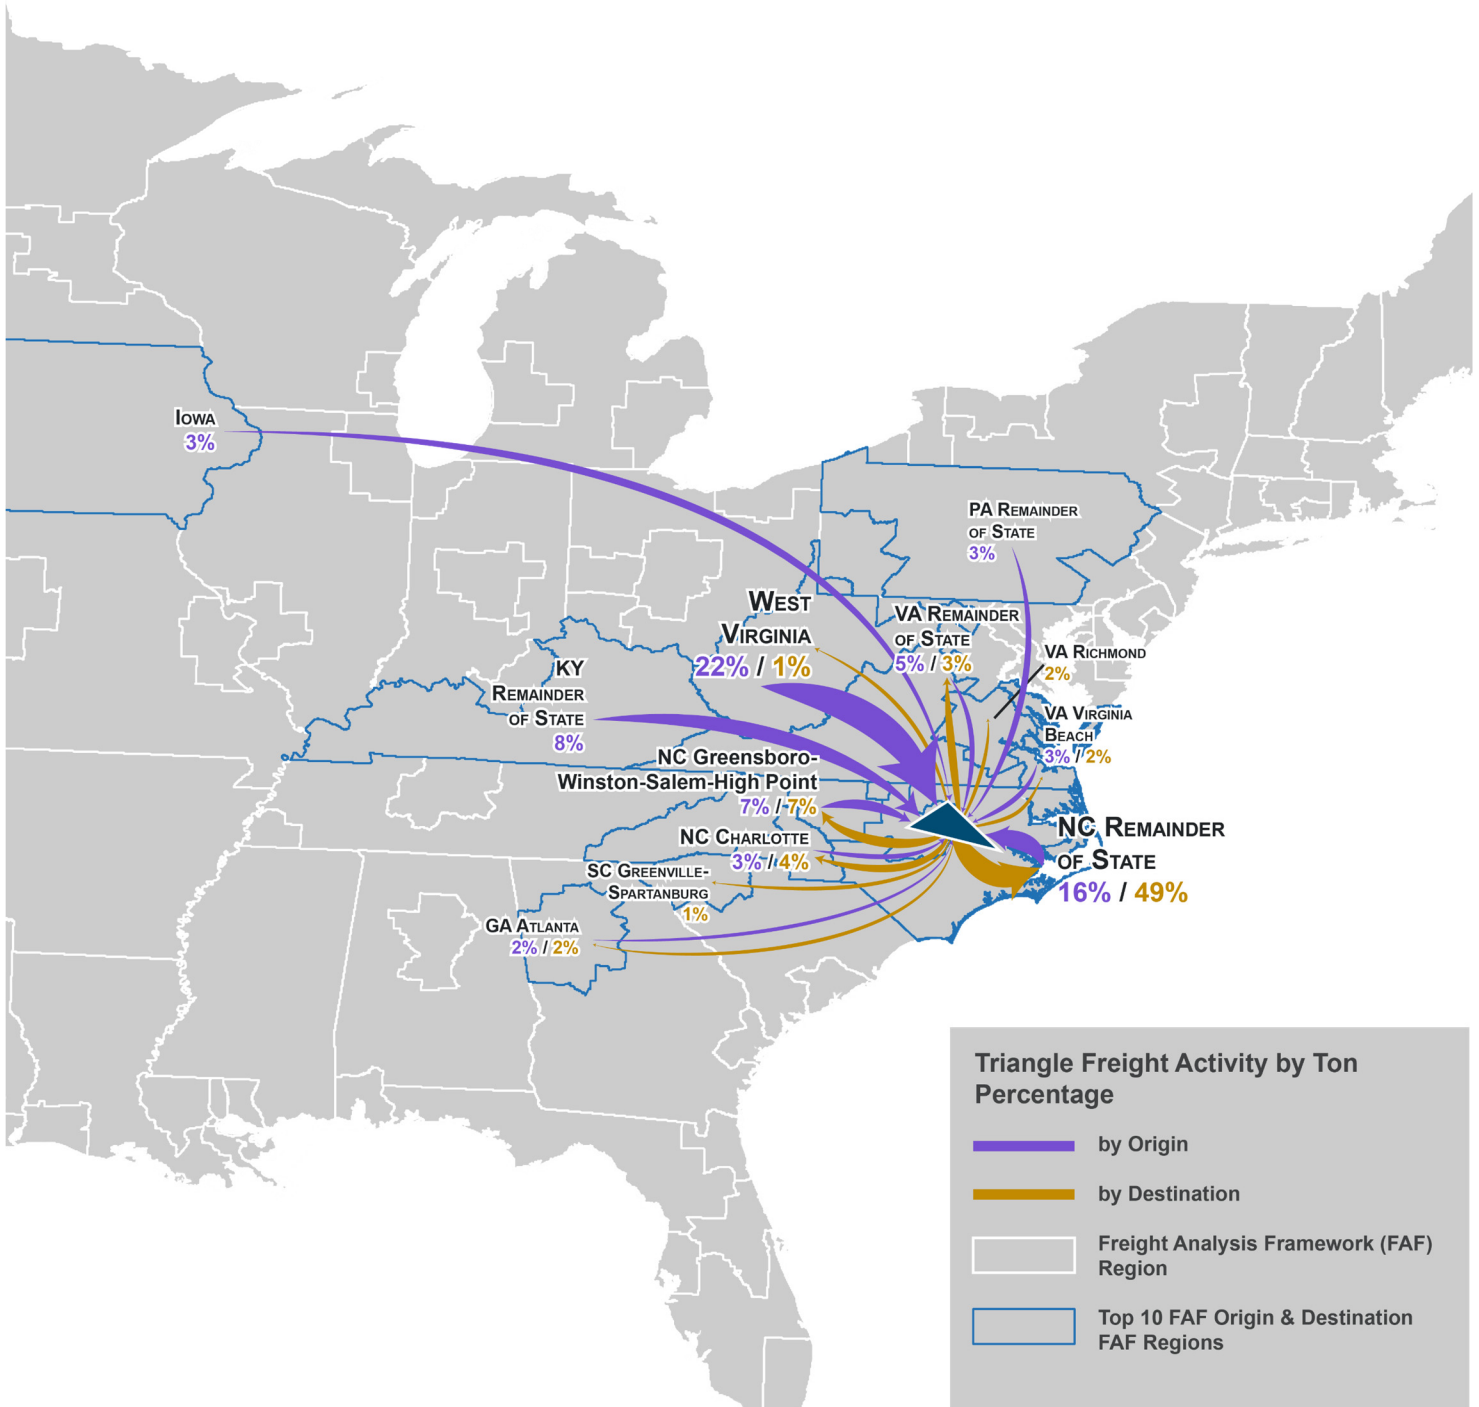 Iowa
3%
PA Remainder
of State
3%
West
Virginia
22% / 1%
VA Remainder
of State
5% / 3%
VA Richmond
2%
KY
Remainder
of State
8%
VA Virginia
Beach
3% / 2%
NC Greensboro-
Winston-Salem-High Point
7% / 7%
NC Charlotte
3% / 4%
NC Remainder
of State
16% / 49%
SC Greenville-
Spartanburg
1%
GA Atlanta
2% / 2%
Triangle Freight Activity by Ton
Percentage
by Origin
by Destination
Freight Analysis Framework (FAF)
Region
Top 10 FAF Origin & Destination
FAF Regions